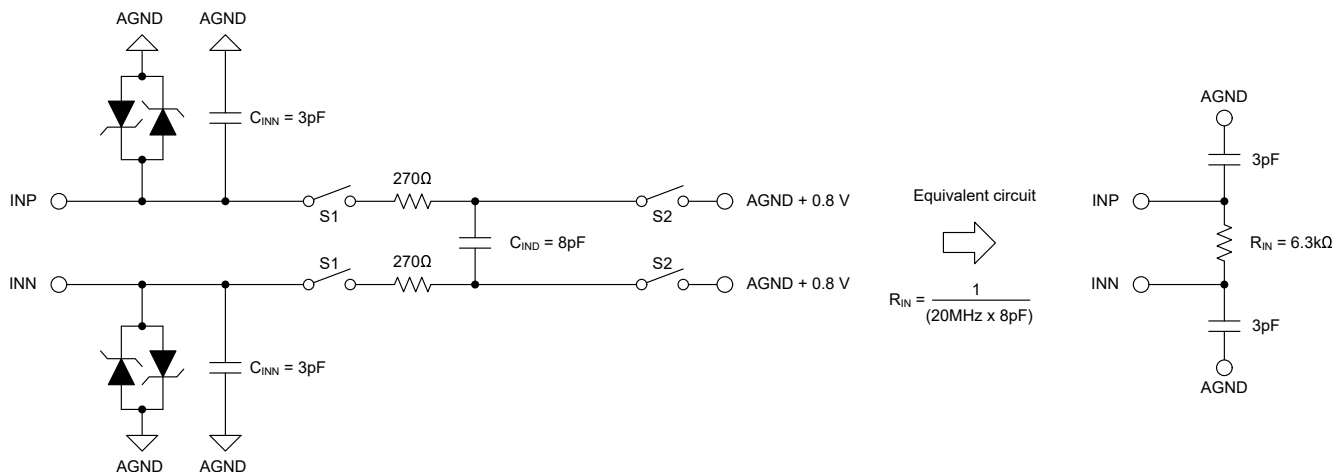 AGND
AGND
C_INN = 3pF
INP
S1
270Ω
S2
AGND + 0.8 V
C_IND = 8pF
INN
S1
270Ω
S2
AGND + 0.8 V
C_INN = 3pF
AGND
AGND
Equivalent circuit
R_IN = 1 / (20MHz x 8pF)
AGND
3pF
INP
R_IN = 6.3kΩ
INN
3pF
AGND